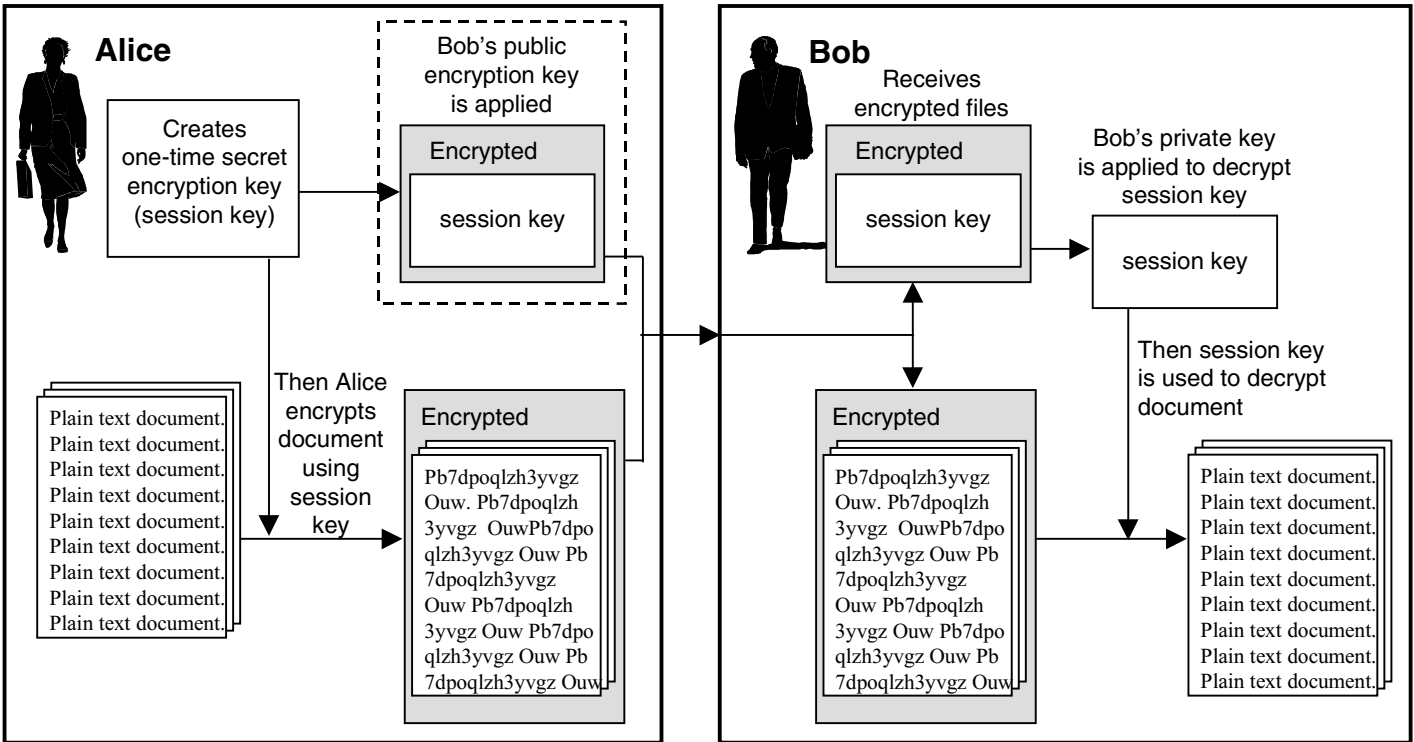 Alice
Creates
one-time secret
encryption key
(session key)
Bob's public
encryption key
is applied
Encrypted
session key
Then Alice
encrypts
document
using
session
key
Plain text document.
Plain text document.
Plain text document.
Plain text document.
Plain text document.
Plain text document.
Plain text document.
Plain text document.
Plain text document.
Encrypted
Pb7dpoqlzh3yvgz
Ouw. Pb7dpoqlzh
3yvgz  OuwPb7dpo
qlzh3yvgz Ouw Pb
7dpoqlzh3yvgz
Ouw Pb7dpoqlzh
3yvgz Ouw Pb7dpo
qlzh3yvgz Ouw Pb
7dpoqlzh3yvgz Ouw
Bob
Receives
encrypted files
Encrypted
session key
Bob's private key
is applied to decrypt
session key
session key
Then session key
is used to decrypt
document
Encrypted
Pb7dpoqlzh3yvgz
Ouw. Pb7dpoqlzh
3yvgz  OuwPb7dpo
qlzh3yvgz Ouw Pb
7dpoqlzh3yvgz
Ouw Pb7dpoqlzh
3yvgz Ouw Pb7dpo
qlzh3yvgz Ouw Pb
7dpoqlzh3yvgz Ouw
Plain text document.
Plain text document.
Plain text document.
Plain text document.
Plain text document.
Plain text document.
Plain text document.
Plain text document.
Plain text document.